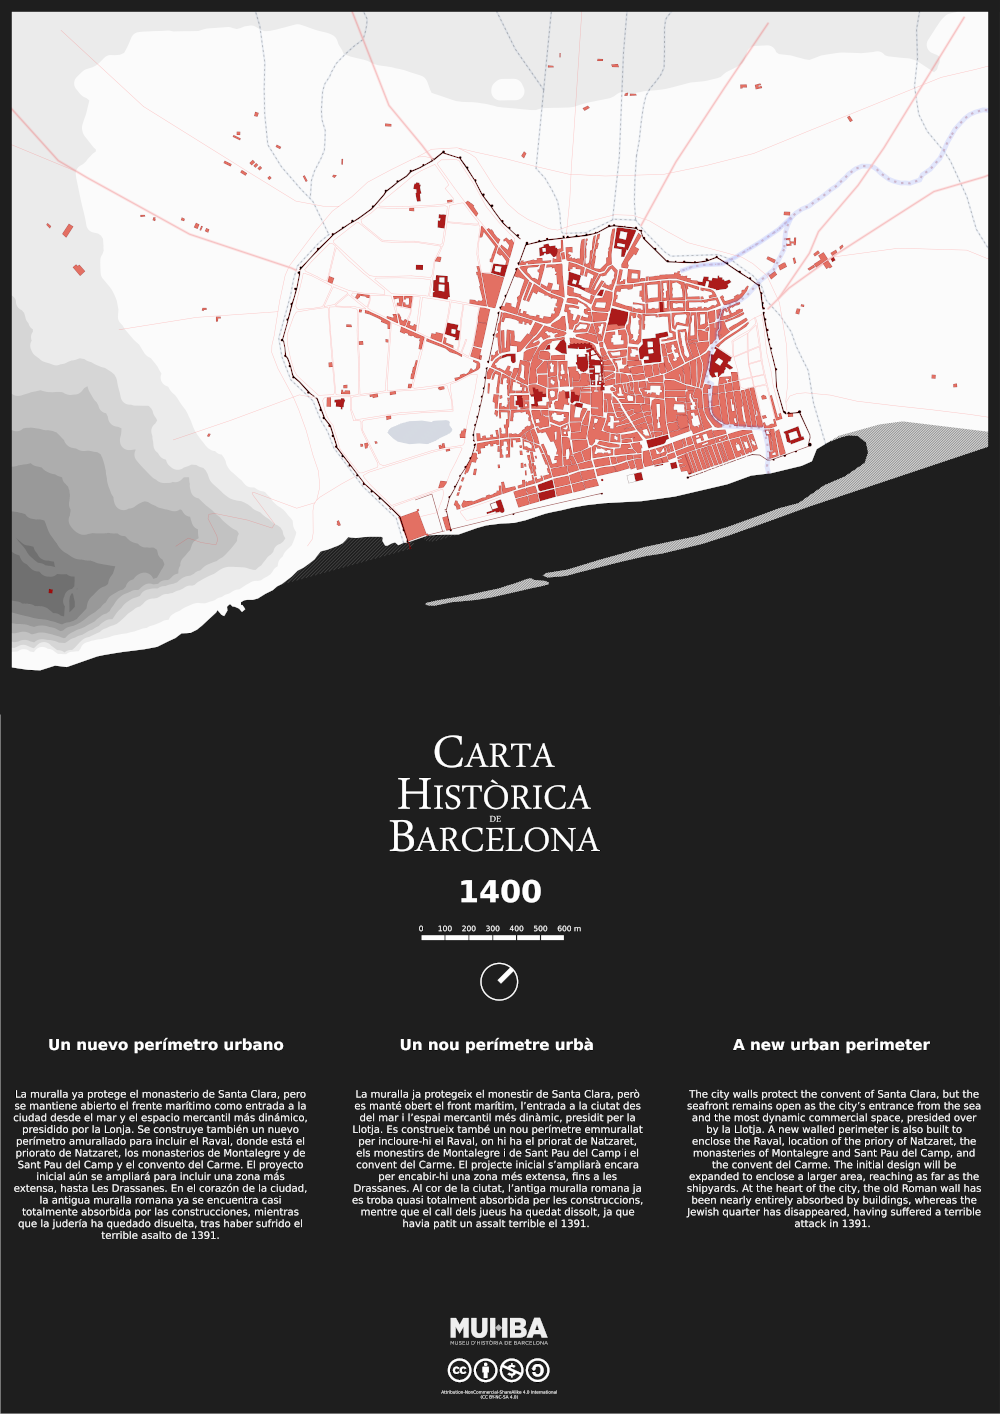 CARTA
HISTÒRICA
DE
BARCELONA
1400
0 100 200 300 400 500 600 m
Un nuevo perímetro urbano
La muralla ya protege el monasterio de Santa Clara, pero
se mantiene abierto el frente marítimo como entrada a la
ciudad desde el mar y el espacio mercantil más dinámico,
presidido por la Lonja. Se construye también un nuevo
perímetro amurallado para incluir el Raval, donde está el
priorato de Natzaret, los monasterios de Montalegre y de
Sant Pau del Camp y el convento del Carme. El proyecto
inicial aún se ampliará para incluir una zona más
extensa, hasta Les Drassanes. En el corazón de la ciudad,
la antigua muralla romana ya se encuentra casi
totalmente absorbida por las construcciones, mientras
que la judería ha quedado disuelta, tras haber sufrido el
terrible asalto de 1391.
Un nou perímetre urbà
La muralla ja protegeix el monestir de Santa Clara, però
es manté obert el front marítim, l’entrada a la ciutat des
del mar i l’espai mercantil més dinàmic, presidit per la
Llotja. Es construeix també un nou perímetre emmurallat
per incloure-hi el Raval, on hi ha el priorat de Natzaret,
els monestirs de Montalegre i de Sant Pau del Camp i el
convent del Carme. El projecte inicial s’ampliarà encara
per encabir-hi una zona més extensa, fins a les
Drassanes. Al cor de la ciutat, l’antiga muralla romana ja
es troba quasi totalment absorbida per les construccions,
mentre que el call dels jueus ha quedat dissolt, ja que
havia patit un assalt terrible el 1391.
A new urban perimeter
The city walls protect the convent of Santa Clara, but the
seafront remains open as the city’s entrance from the sea
and the most dynamic commercial space, presided over
by la Llotja. A new walled perimeter is also built to
enclose the Raval, location of the priory of Natzaret, the
monasteries of Montalegre and Sant Pau del Camp, and
the convent del Carme. The initial design will be
expanded to enclose a larger area, reaching as far as the
shipyards. At the heart of the city, the old Roman wall has
been nearly entirely absorbed by buildings, whereas the
Jewish quarter has disappeared, having suffered a terrible
attack in 1391.
MUHBA
MUSEU D'HISTÒRIA DE BARCELONA
cc
Attribution-NonCommercial-ShareAlike 4.0 International
(CC BY-NC-SA 4.0)